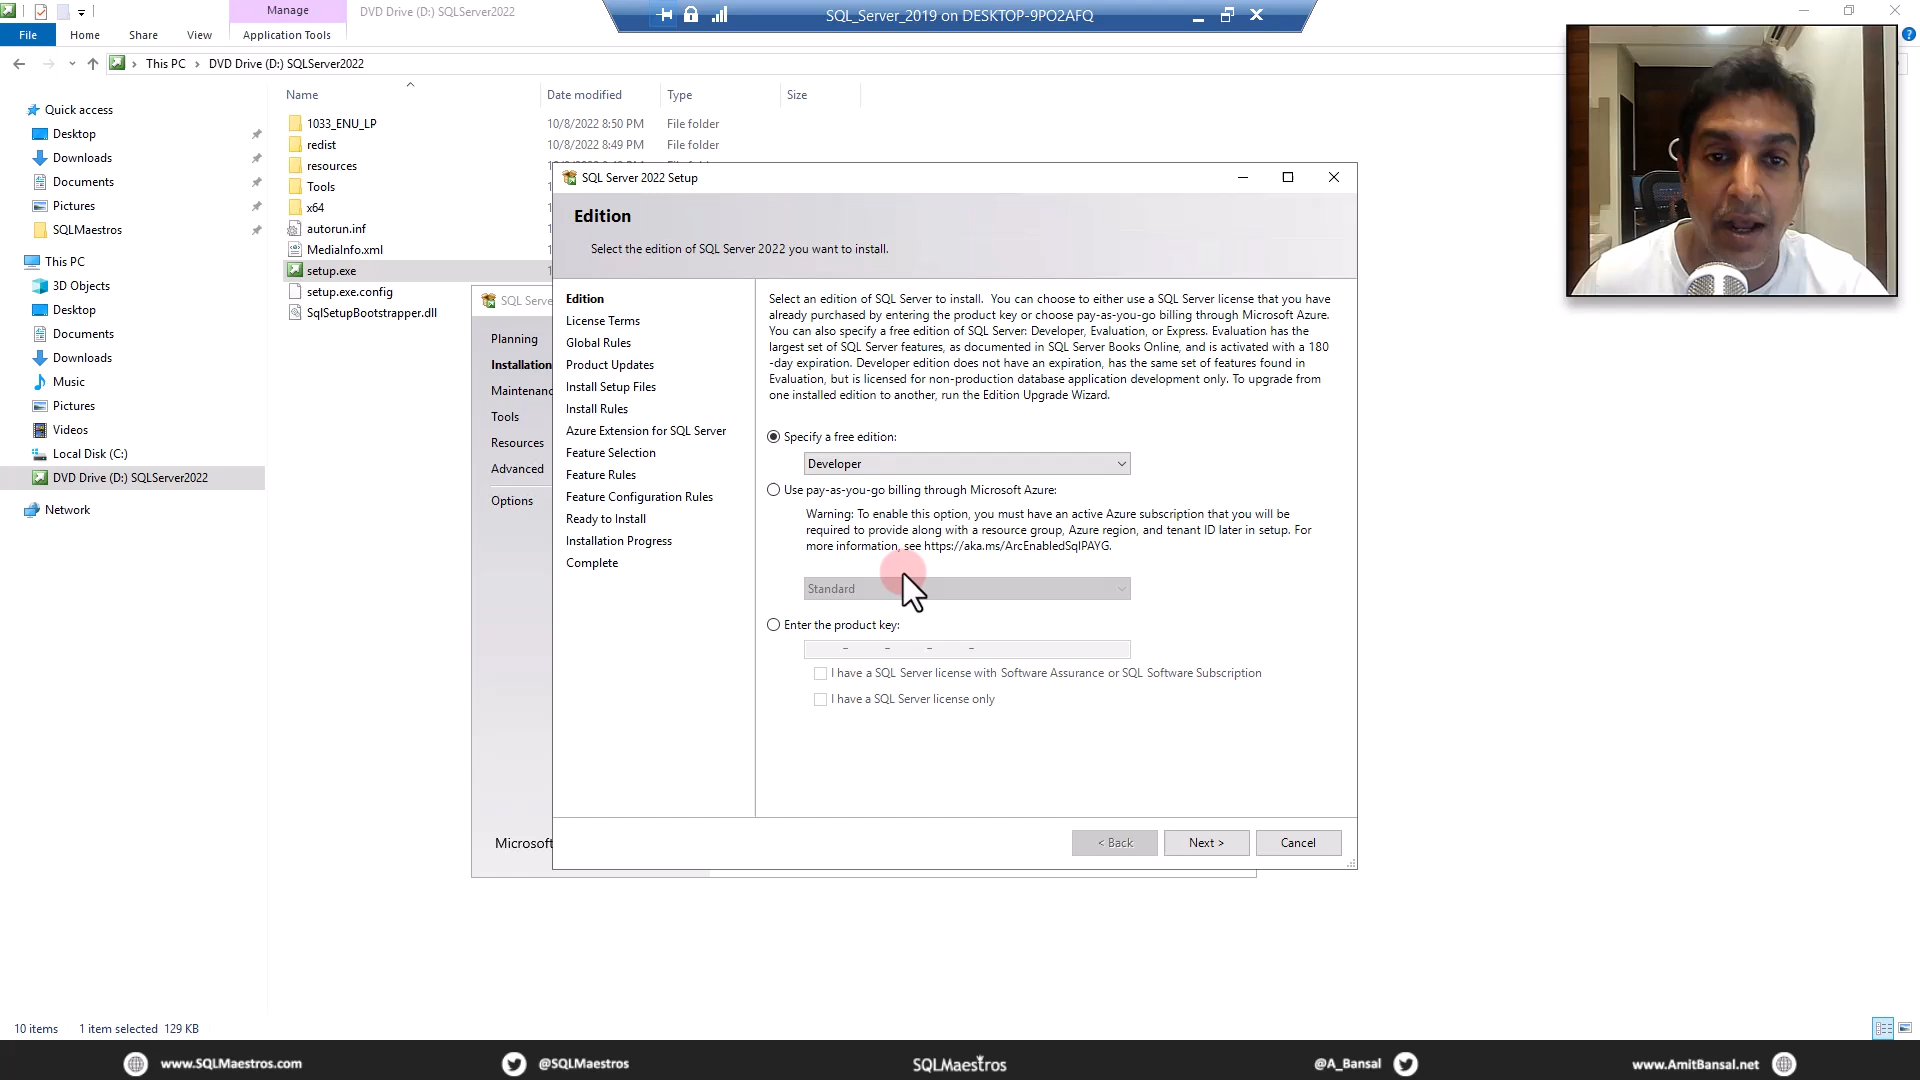 Manage
DVD Drive (D:) SQLServer2022
SQL_Server_2019 on DESKTOP-9PO2AFQ
File
Home
Share
View
Application Tools
This PC
DVD Drive (D:) SQLServer2022
Name
Date modified
Type
Size
Quick access
Desktop
Downloads
Documents
Pictures
SQLMaestros
This PC
3D Objects
Desktop
Documents
Downloads
Music
Pictures
Videos
Local Disk (C:)
DVD Drive (D:) SQLServer2022
Network
1033_ENU_LP 10/8/2022 8:50 PM File folder
redist 10/8/2022 8:49 PM File folder
resources
Tools
x64
autorun.inf
MediaInfo.xml
setup.exe
setup.exe.config
SqlSetupBootstrapper.dll
SQL Serve
Planning
Installation
Maintenanc
Tools
Resources
Advanced
Options
Microsoft
SQL Server 2022 Setup
Edition
Select the edition of SQL Server 2022 you want to install.
Edition
License Terms
Global Rules
Product Updates
Install Setup Files
Install Rules
Azure Extension for SQL Server
Feature Selection
Feature Rules
Feature Configuration Rules
Ready to Install
Installation Progress
Complete
Select an edition of SQL Server to install. You can choose to either use a SQL Server license that you have
already purchased by entering the product key or choose pay-as-you-go billing through Microsoft Azure.
You can also specify a free edition of SQL Server: Developer, Evaluation, or Express. Evaluation has the
largest set of SQL Server features, as documented in SQL Server Books Online, and is activated with a 180
-day expiration. Developer edition does not have an expiration, has the same set of features found in
Evaluation, but is licensed for non-production database application development only. To upgrade from
one installed edition to another, run the Edition Upgrade Wizard.
Specify a free edition:
Developer
Use pay-as-you-go billing through Microsoft Azure:
Warning: To enable this option, you must have an active Azure subscription that you will be
required to provide along with a resource group, Azure region, and tenant ID later in setup. For
more information, see https://aka.ms/ArcEnabledSqlPAYG.
Standard
Enter the product key:
- - - -
I have a SQL Server license with Software Assurance or SQL Software Subscription
I have a SQL Server license only
< Back
Next >
Cancel
10 items
1 item selected 129 KB
www.SQLMaestros.com
@SQLMaestros
SQLMaestros
@A_Bansal
www.AmitBansal.net